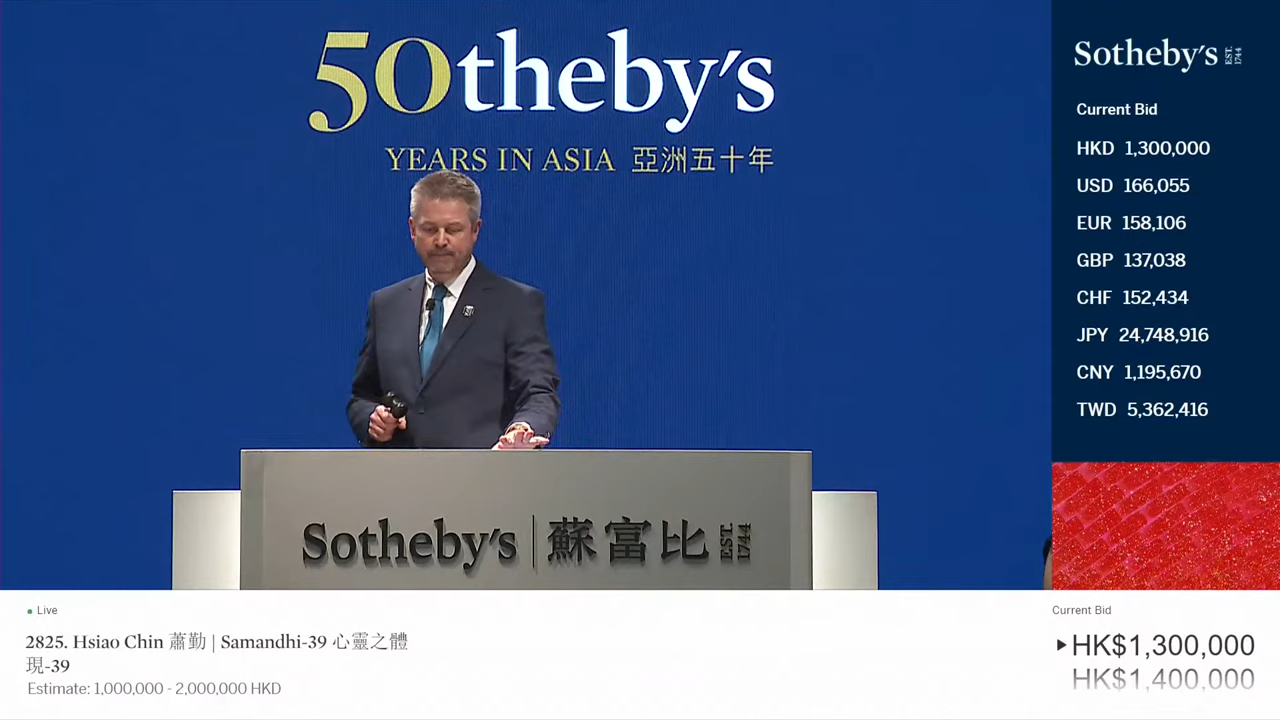 50theby's
YEARS IN ASIA 亞洲五十年
Sotheby's | 蘇富比 EST. 1744
Sotheby's EST. 1744
Current Bid
HKD 1,300,000
USD 166,055
EUR 158,106
GBP 137,038
CHF 152,434
JPY 24,748,916
CNY 1,195,670
TWD 5,362,416
Live
2825. Hsiao Chin 蕭勤 | Samandhi-39 心靈之體
現-39
Estimate: 1,000,000 - 2,000,000 HKD
Current Bid
HK$1,300,000
HK$1,400,000